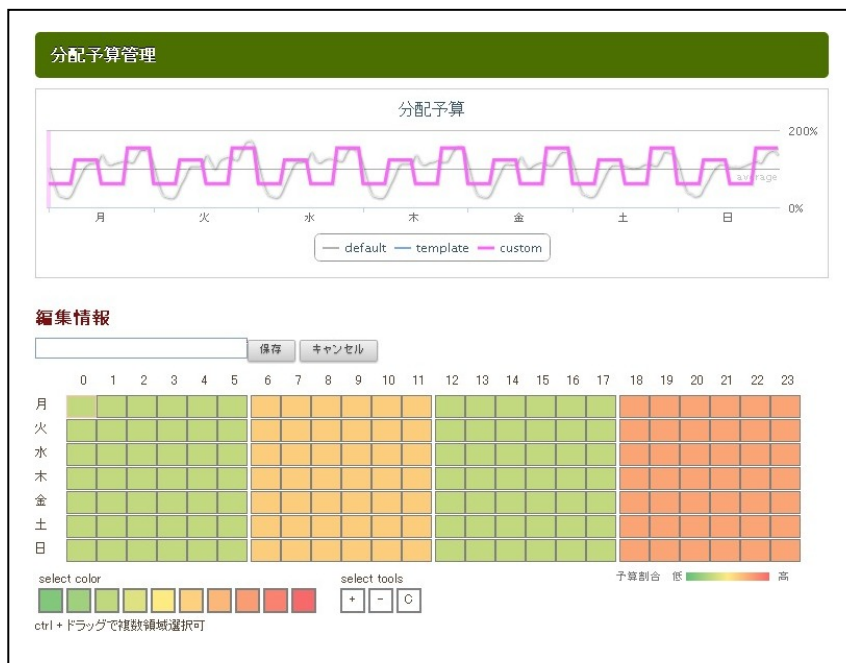 分配予算管理
分配予算
200%
average
0%
月 火 水 木 金 土 日
default template custom
編集情報
保存 キャンセル
0 1 2 3 4 5 6 7 8 9 10 11 12 13 14 15 16 17 18 19 20 21 22 23
月
火
水
木
金
土
日
select color select tools 予算割合 低 高
+ - C
ctrl + ドラッグで複数領域選択可